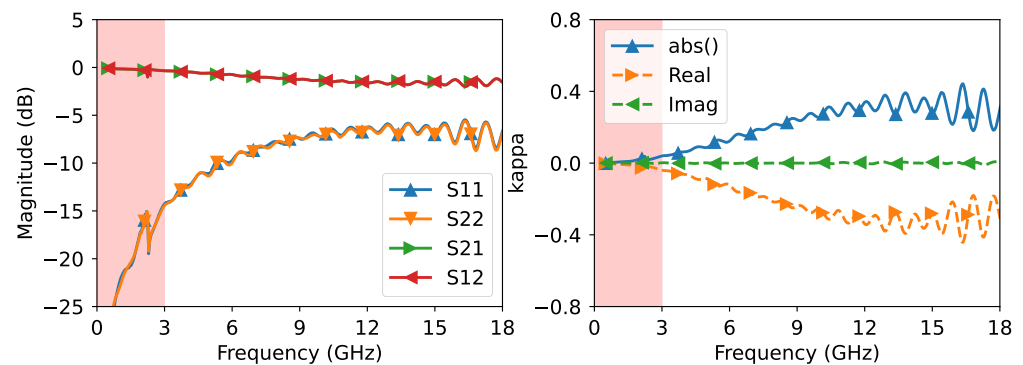 5
0
−5
−10
−15
−20
−25
Magnitude (dB)
S11
S22
S21
S12
0 3 6 9 12 15 18
Frequency (GHz)
0.8
0.4
0.0
−0.4
−0.8
kappa
abs()
Real
Imag
0 3 6 9 12 15 18
Frequency (GHz)